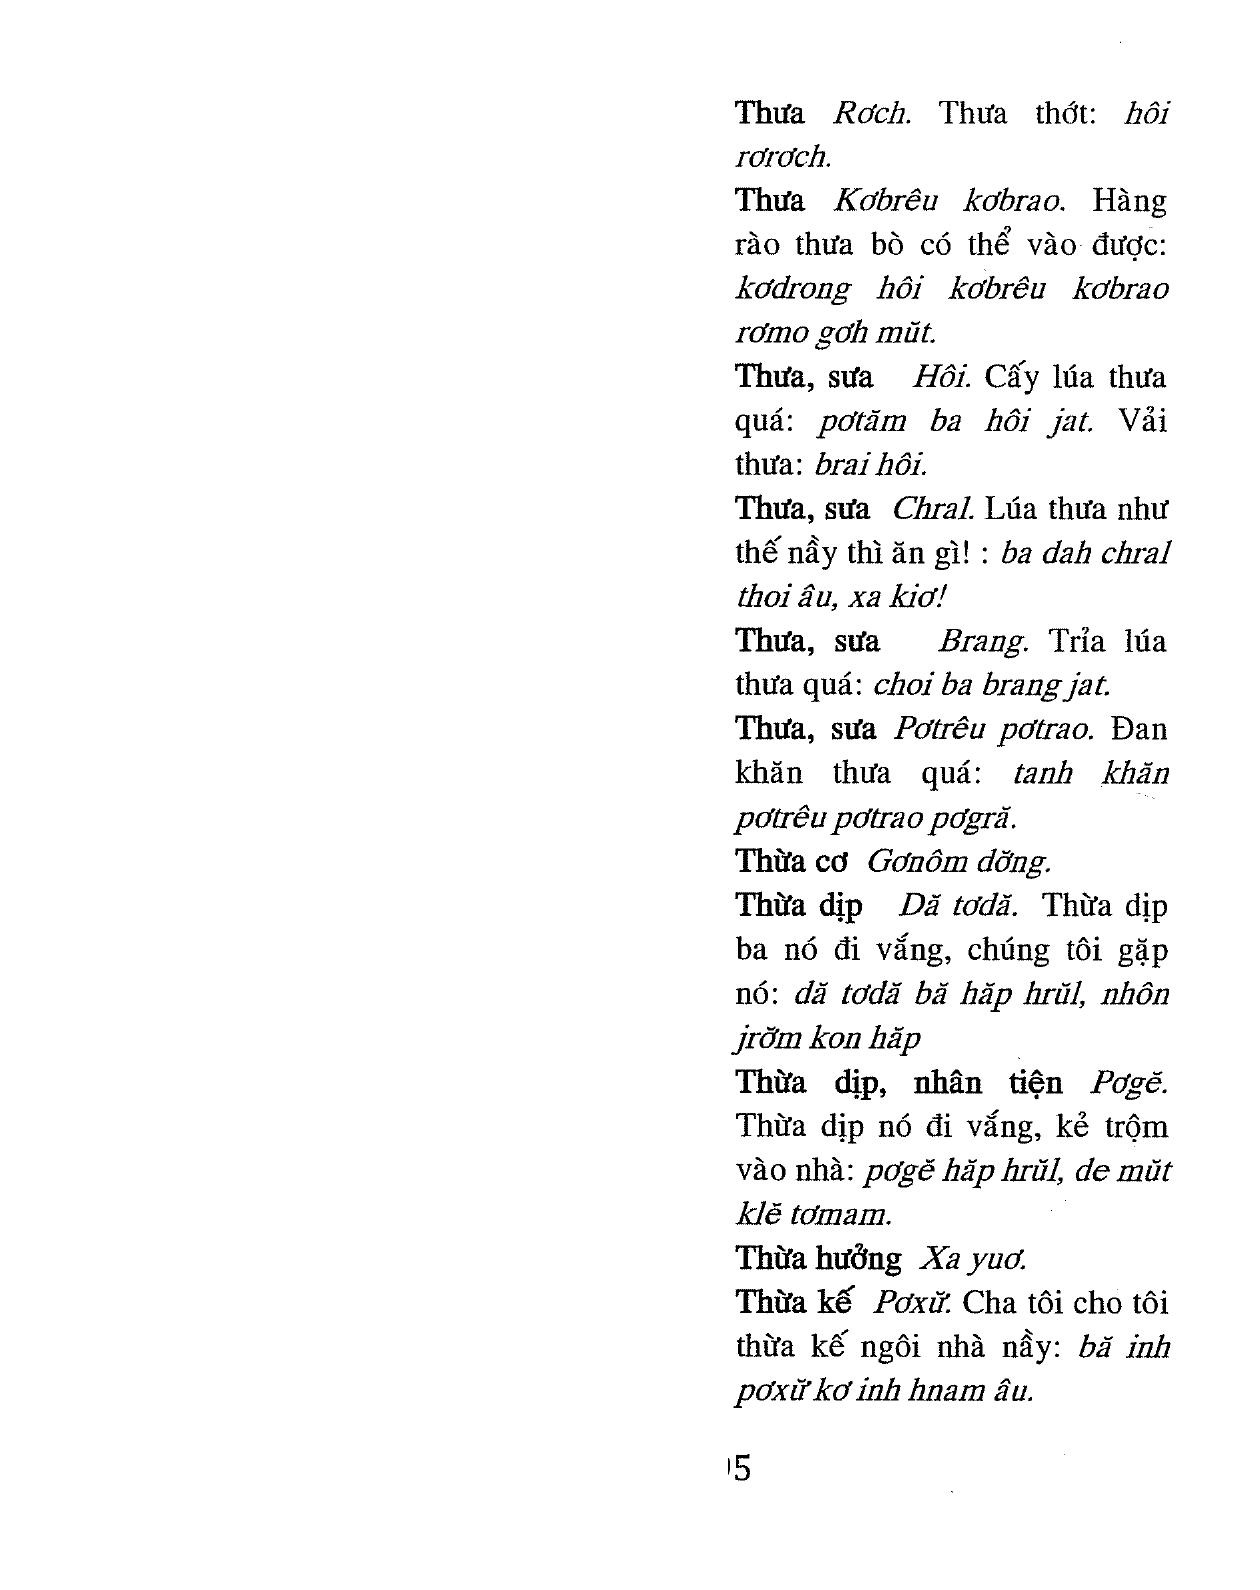 Thưa Rơch. Thưa thớt: hôi
rơrơch.
Thưa Kơbrêu kơbrao. Hàng
rào thưa bò có thể vào được:
kơdrong hôi kơbrêu kơbrao
rơmo gơh mŭt.
Thưa, sưa Hôi. Cấy lúa thưa
quá: pơtăm ba hôi jat. Vải
thưa: brai hôi.
Thưa, sưa Chral. Lúa thưa như
thế nầy thì ăn gì! : ba dah chral
thoi âu, xa kiơ!
Thưa, sưa Brang. Trỉa lúa
thưa quá: choi ba brang jat.
Thưa, sưa Pơtrêu pơtrao. Đan
khăn thưa quá: tanh khăn
pơtrêu pơtrao pơgră.
Thừa cơ Gơnôm dơ̆ng.
Thừa dịp Dă tơdă. Thừa dịp
ba nó đi vắng, chúng tôi gặp
nó: dă tơdă bă hăp hrŭl, nhôn
jrơ̆m kon hăp
Thừa dịp, nhân tiện Pơgĕ.
Thừa dịp nó đi vắng, kẻ trộm
vào nhà: pơgĕ hăp hrŭl, de mŭt
klĕ tơmam.
Thừa hưởng Xa yuơ.
Thừa kế Pơxư̆. Cha tôi cho tôi
thừa kế ngôi nhà nầy: bă inh
pơxư̆ kơ inh hnam âu.
5